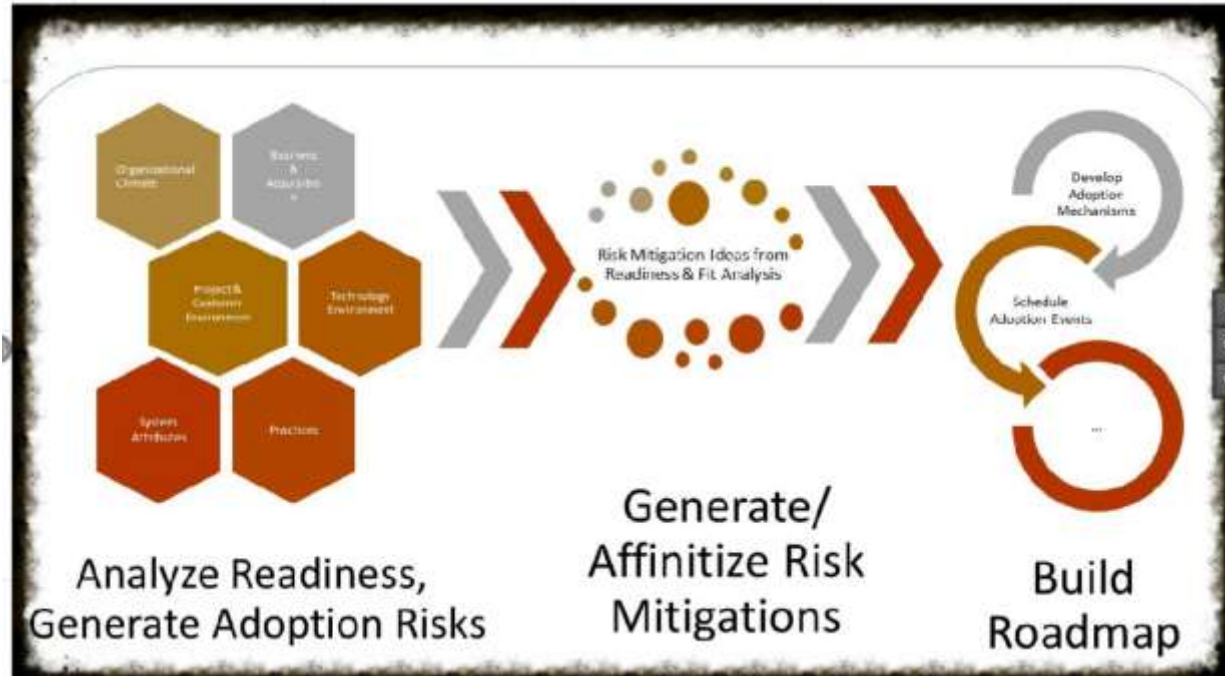 Organizational
Climate
Business
&
Acquisitio
n
Project &
Customer
Environment
Technology
Environment
System
Attributes
Practices
Risk Mitigation Ideas from
Readiness & Fit Analysis
Develop
Adoption
Mechanisms
Schedule
Adoption Events
...
Analyze Readiness,
Generate Adoption Risks
Generate/
Affinitize Risk
Mitigations
Build
Roadmap